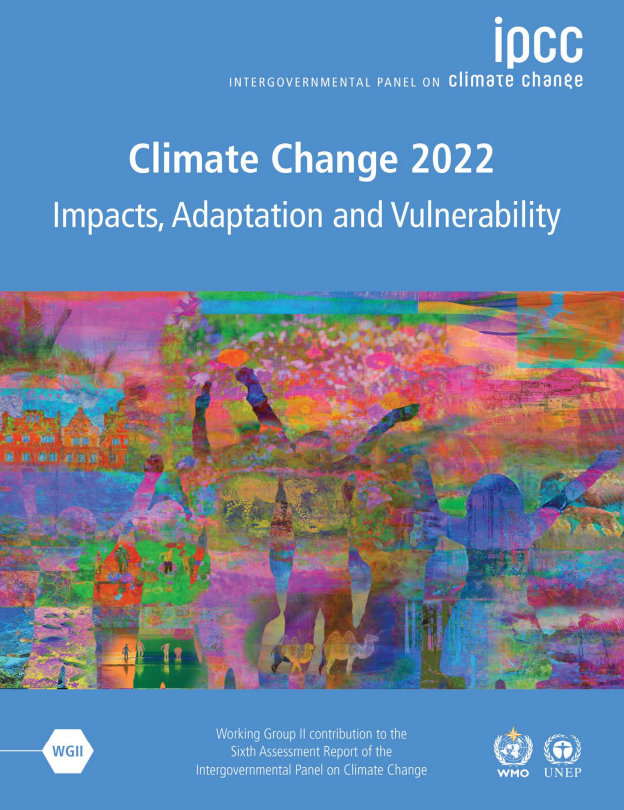 ipcc
INTERGOVERNMENTAL PANEL ON climate change
Climate Change 2022
Impacts, Adaptation and Vulnerability
WGII
Working Group II contribution to the
Sixth Assessment Report of the
Intergovernmental Panel on Climate Change
WMO UNEP